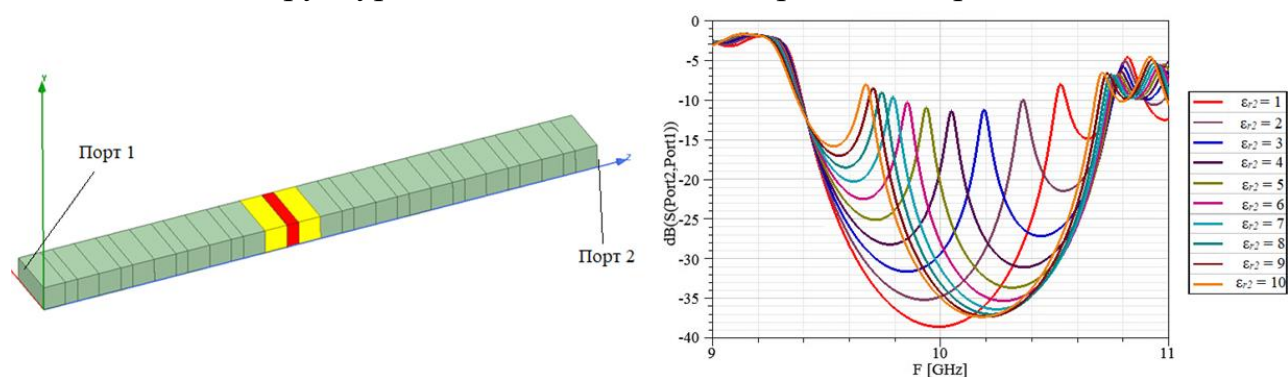 Порт 1
Порт 2
y
z
dB(S(Port2,Port1))
0
-5
-10
-15
-20
-25
-30
-35
-40
9
10
11
F [GHz]
εr2 = 1
εr2 = 2
εr2 = 3
εr2 = 4
εr2 = 5
εr2 = 6
εr2 = 7
εr2 = 8
εr2 = 9
εr2 = 10